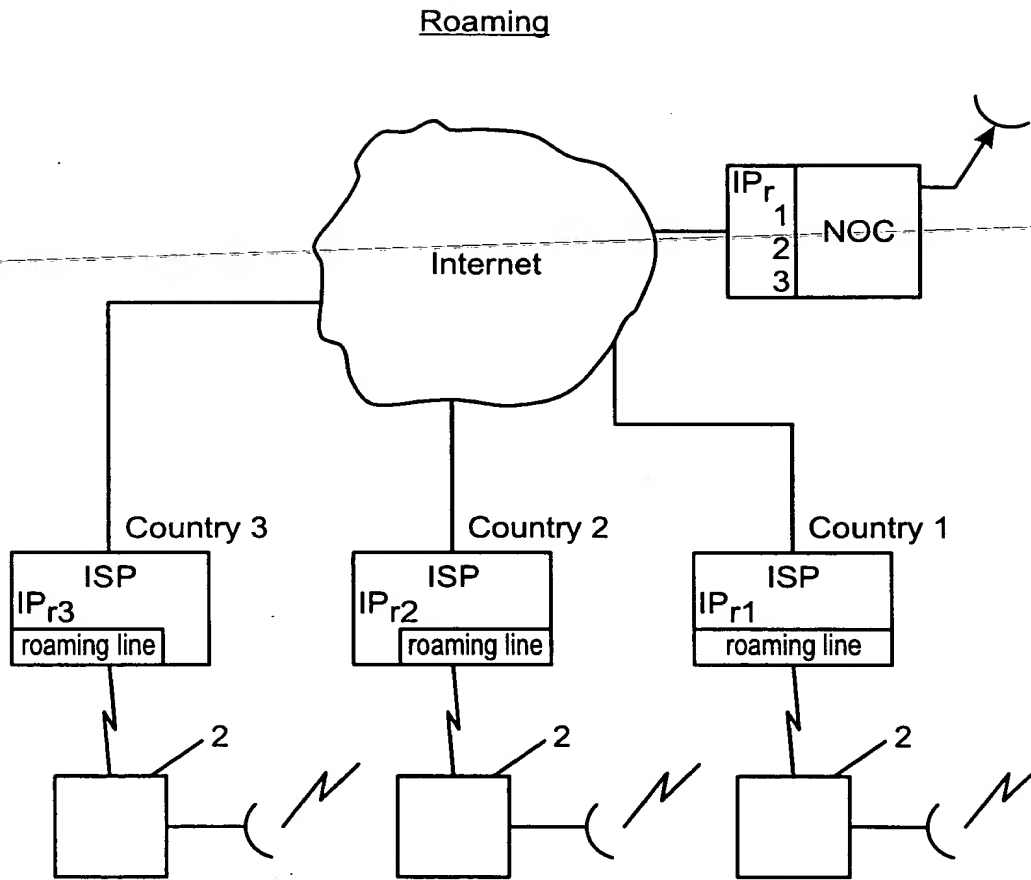 Roaming
IPr 1
2
3
NOC
Internet
Country 3
Country 2
Country 1
ISP
IPr3
roaming line
ISP
IPr2
roaming line
ISP
IPr1
roaming line
2
2
2